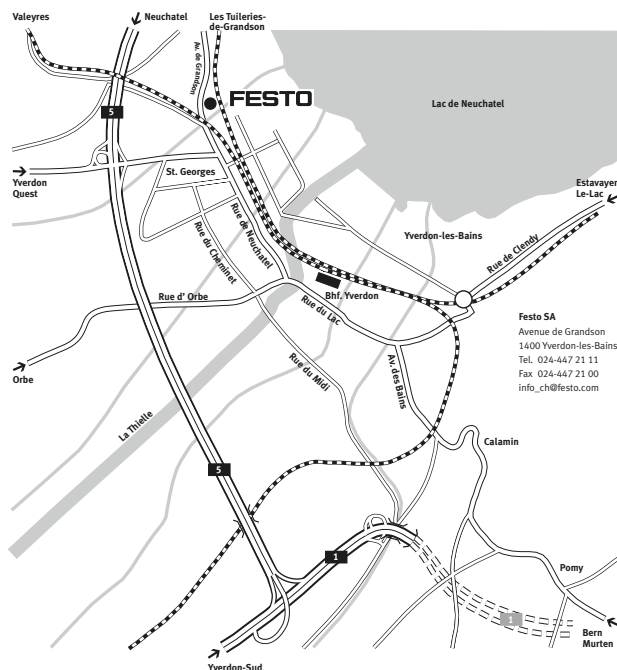 Valeyres
Neuchatel
Les Tuileries-
de-Grandson
Av. de Grandson
FESTO
Lac de Neuchatel
5
St. Georges
Yverdon
Quest
Estavayer
Le-Lac
Rue de Neuchatel
Rue du Cheminet
Yverdon-les-Bains
Rue de Clendy
Bhf. Yverdon
Rue d' Orbe
Rue du Lac
Festo SA
Avenue de Grandson
1400 Yverdon-les-Bains
Tel. 024-447 21 11
Fax 024-447 21 00
info_ch@festo.com
Orbe
Rue du Midi
Av. des Bains
La Thielle
Calamin
5
1
Pomy
1
Bern
Murten
Yverdon-Sud